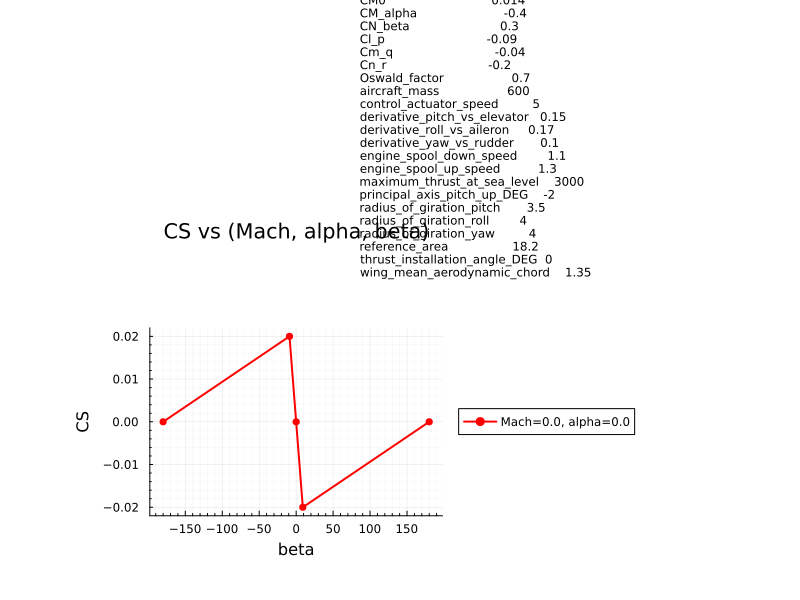 CM0 0.014
CM_alpha -0.4
CN_beta 0.3
Cl_p -0.09
Cm_q -0.04
Cn_r -0.2
Oswald_factor 0.7
aircraft_mass 600
control_actuator_speed 5
derivative_pitch_vs_elevator 0.15
derivative_roll_vs_aileron 0.17
derivative_yaw_vs_rudder 0.1
engine_spool_down_speed 1.1
engine_spool_up_speed 1.3
maximum_thrust_at_sea_level 3000
principal_axis_pitch_up_DEG -2
radius_of_giration_pitch 3.5
radius_of_giration_roll 4
CS vs (Mach, alpha, beta)
radius_of_giration_yaw 4
reference_area 18.2
thrust_installation_angle_DEG 0
wing_mean_aerodynamic_chord 1.35
0.02
0.01
0.00
−0.01
−0.02
CS
Mach=0.0, alpha=0.0
−150 −100 −50 0 50 100 150
beta